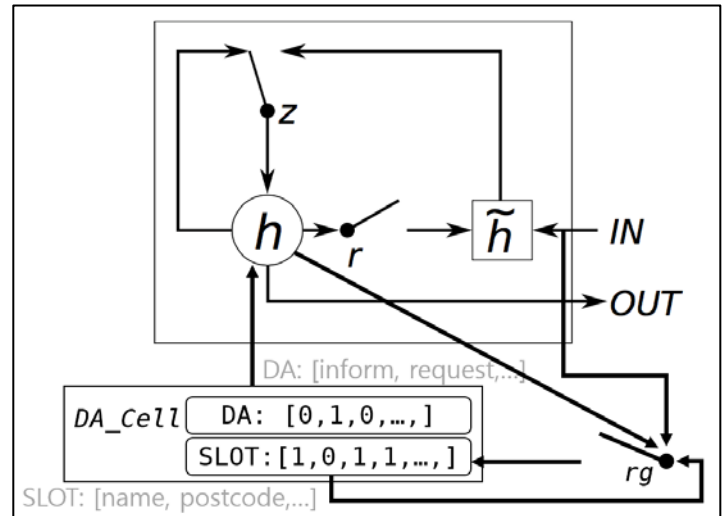 z
h
r
h̃
IN
OUT
DA: [inform, request,…]
DA_Cell
DA: [0,1,0,…,]
SLOT:[1,0,1,1,…,]
rg
SLOT: [name, postcode,…]